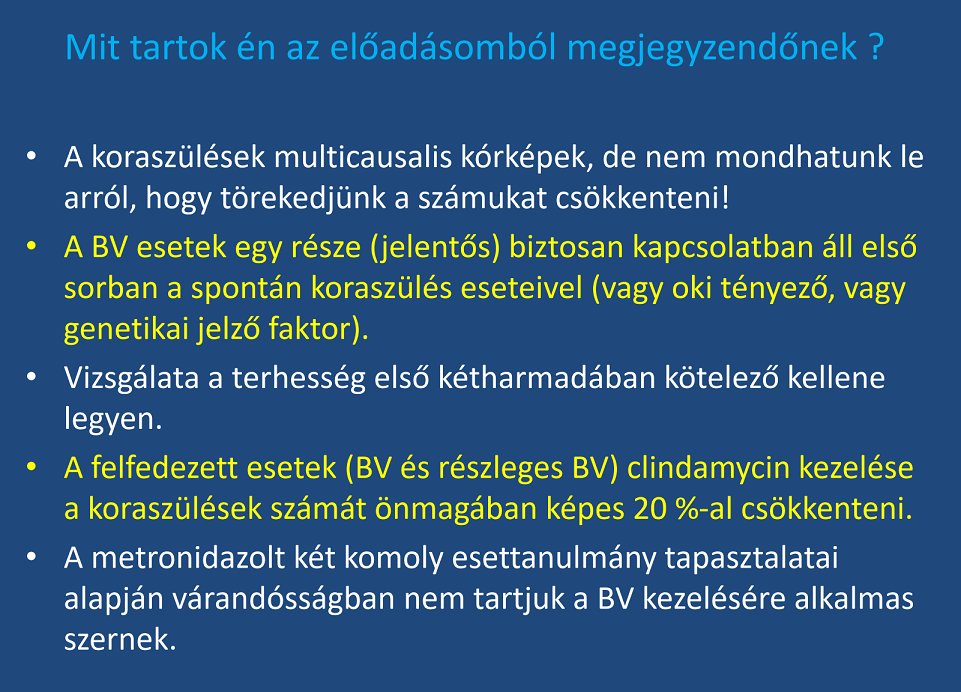 Mit tartok én az előadásomból megjegyzendőnek ?
• A koraszülések multicausalis kórképek, de nem mondhatunk le
arról, hogy törekedjünk a számukat csökkenteni!
• A BV esetek egy része (jelentős) biztosan kapcsolatban áll első
sorban a spontán koraszülés eseteivel (vagy oki tényező, vagy
genetikai jelző faktor).
• Vizsgálata a terhesség első kétharmadában kötelező kellene
legyen.
• A felfedezett esetek (BV és részleges BV) clindamycin kezelése
a koraszülések számát önmagában képes 20 %-al csökkenteni.
• A metronidazolt két komoly esettanulmány tapasztalatai
alapján várandósságban nem tartjuk a BV kezelésére alkalmas
szernek.